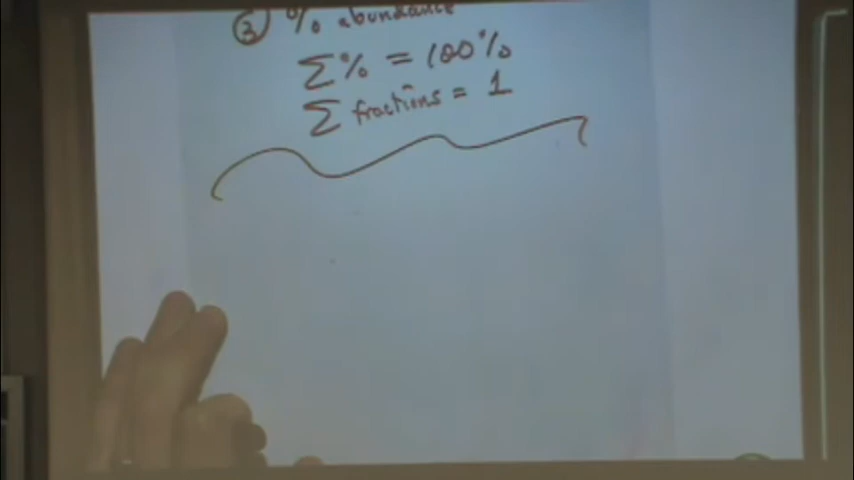 ③ % abundance
Σ % = 100%
Σ fractions = 1